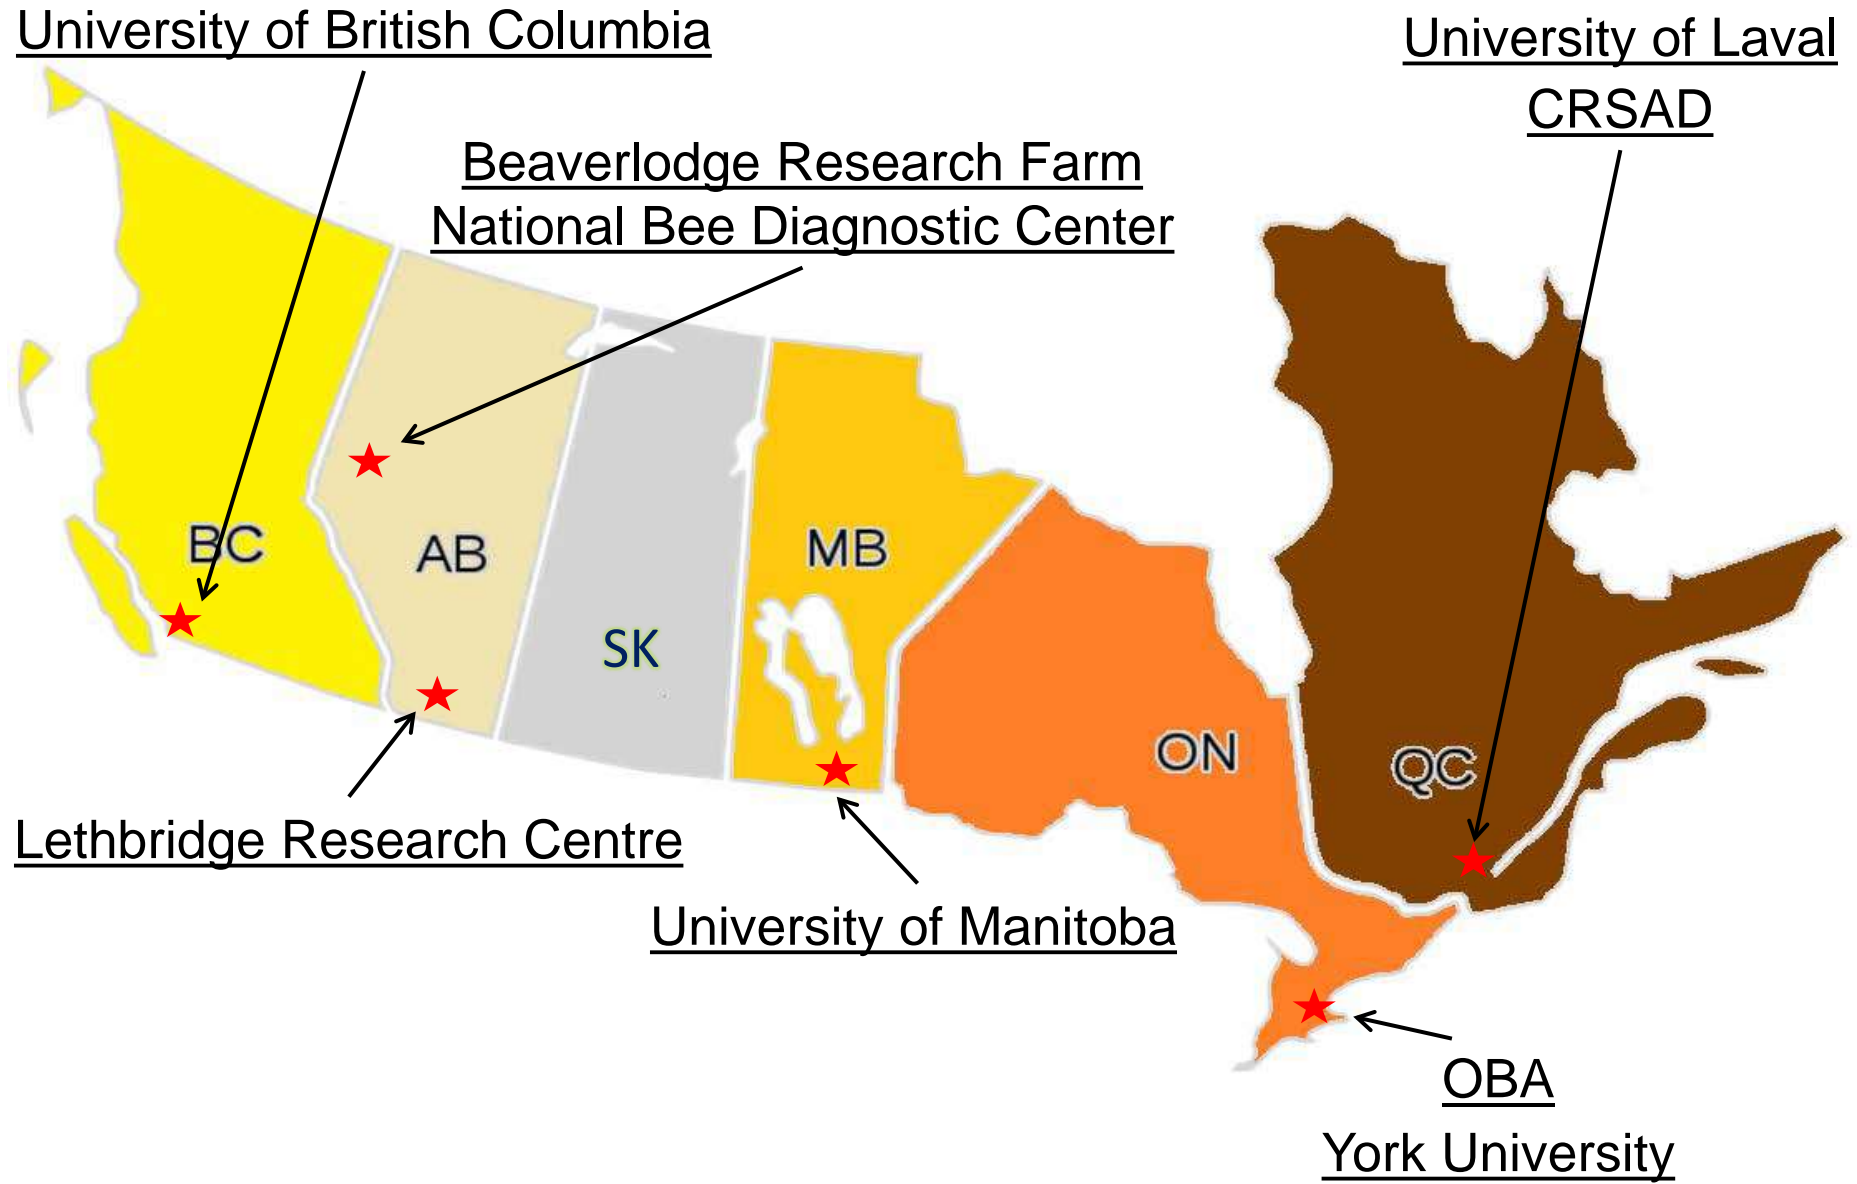 University of British Columbia
University of Laval
CRSAD
Beaverlodge Research Farm
National Bee Diagnostic Center
BC
AB
SK
MB
ON
QC
Lethbridge Research Centre
University of Manitoba
OBA
York University